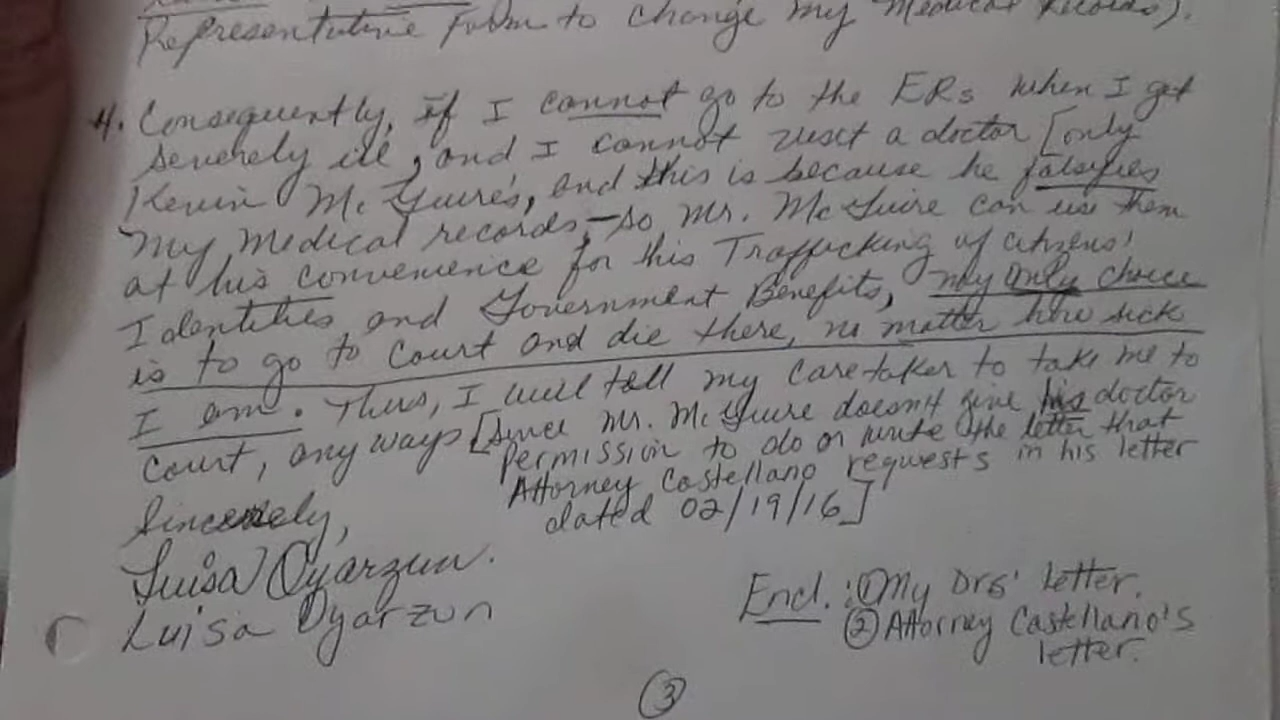 Representative form to change my Medical Records).
4. Consequently, if I cannot go to the ERs when I get
severely ill, and I cannot visit a doctor [only
Kevin McGuire's, and this is because he falsifies
my medical records, - so Mr. McGuire can use them
at his convenience for his Trafficking of citizens'
Identities and Government Benefits, my only choice
is to go to Court and die there, no matter how sick
I am. Thus, I will tell my caretaker to take me to
court, any ways [since Mr. McGuire doesn't give his doctor
permission to do or write the letter that
Attorney Castellano requests in his letter
dated 02/19/16]
Sincerely,
Luisa Oyarzun.
Luisa Oyarzun
Encl.: ① My Drs' letter.
② Attorney Castellano's
letter.
③